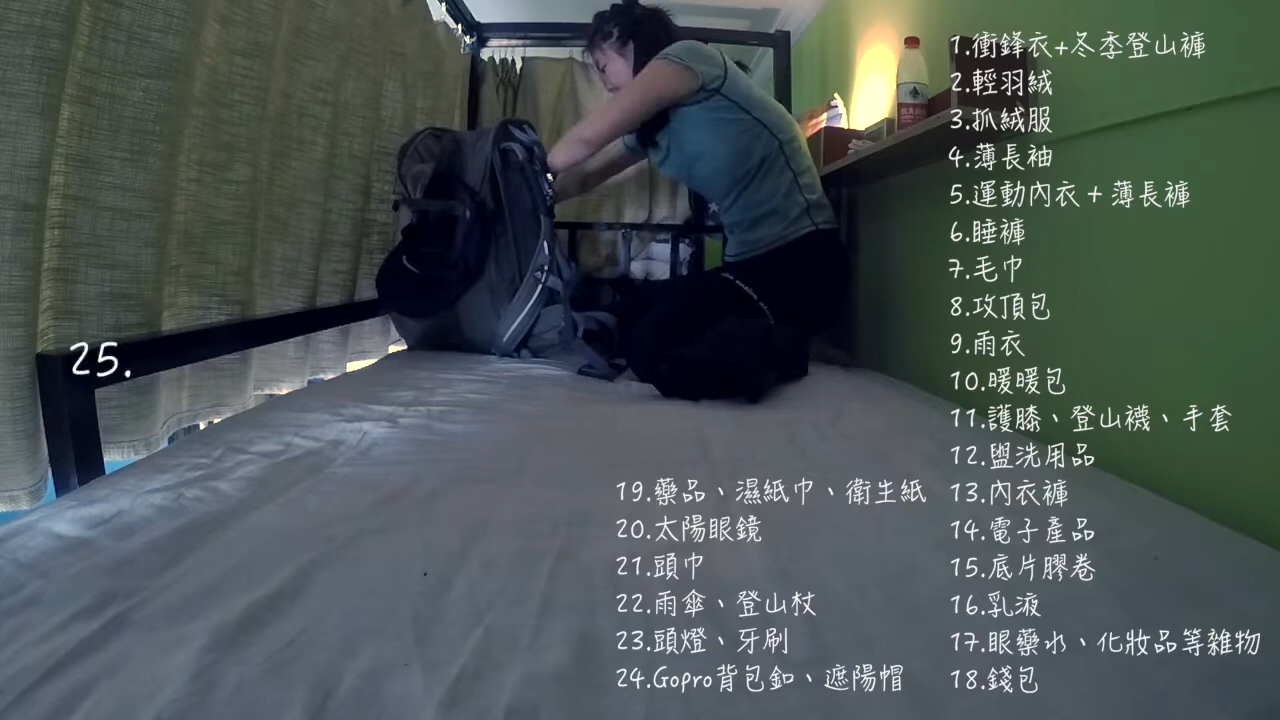 1.衝鋒衣+冬季登山褲
2.輕羽絨
3.抓絨服
4.薄長袖
5.運動內衣+薄長褲
6.睡褲
7.毛巾
8.攻頂包
9.雨衣
10.暖暖包
11.護膝、登山襪、手套
12.盥洗用品
13.內衣褲
14.電子產品
15.底片膠卷
16.乳液
17.眼藥水、化妝品等雜物
18.錢包
19.藥品、濕紙巾、衛生紙
20.太陽眼鏡
21.頭巾
22.雨傘、登山杖
23.頭燈、牙刷
24.Gopro背包釦、遮陽帽
25.